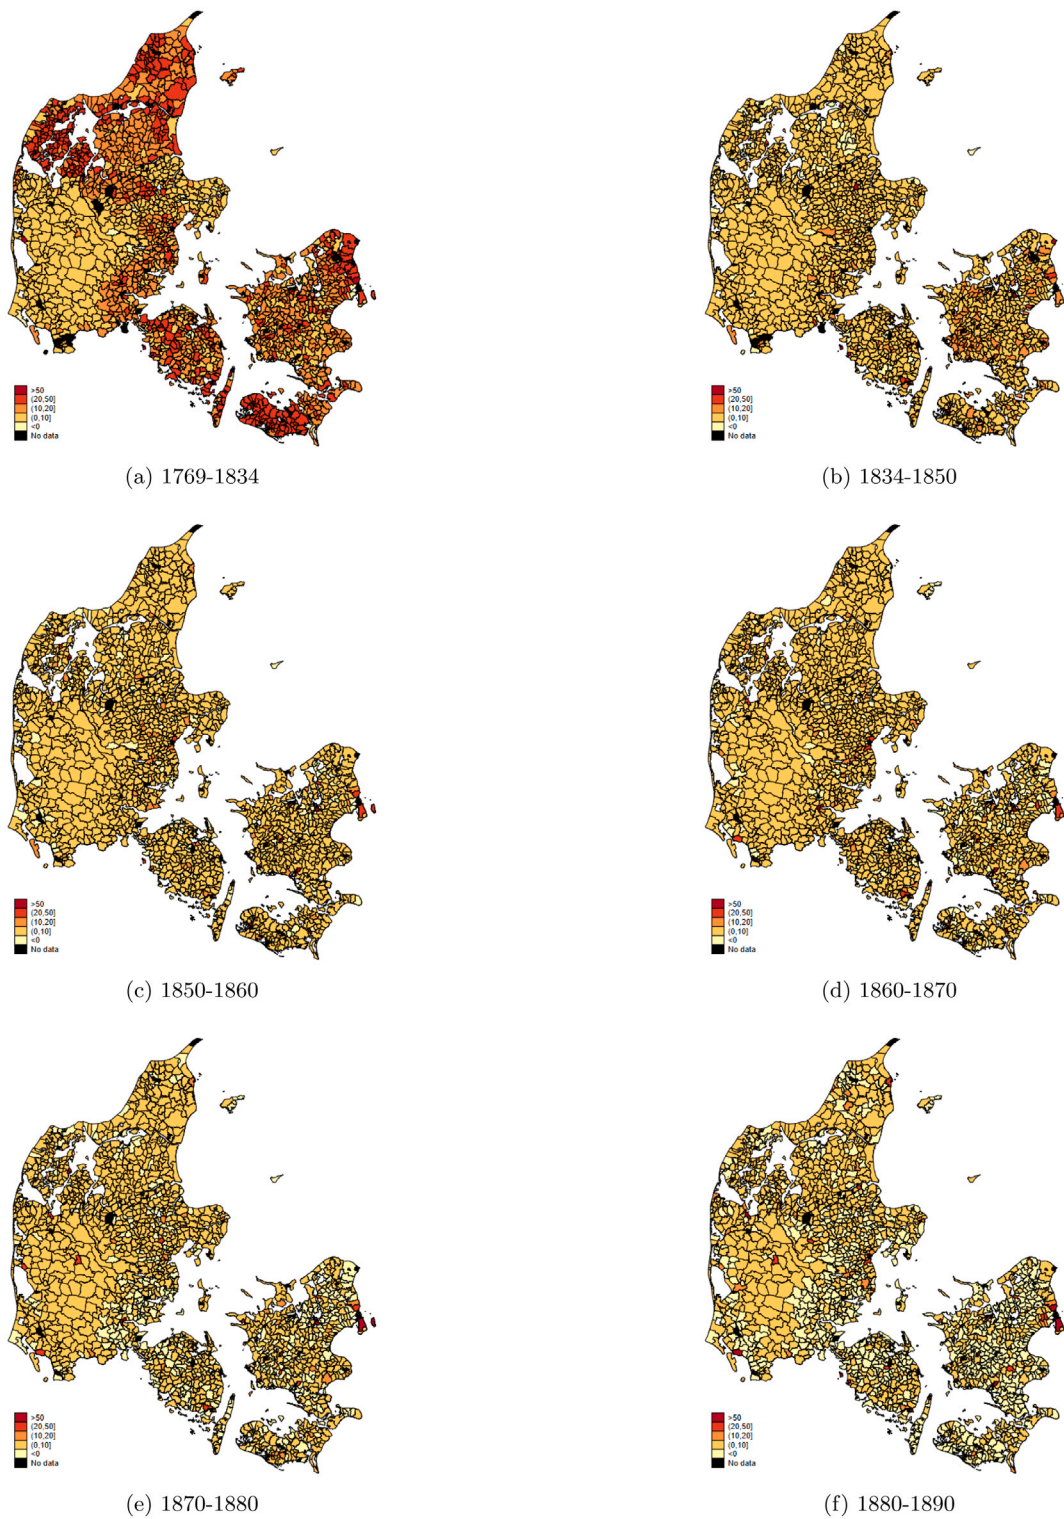 >50
(20,50]
(10,20]
(0,10]
<0
No data
(a) 1769-1834
>50
(20,50]
(10,20]
(0,10]
<0
No data
(b) 1834-1850
>50
(20,50]
(10,20]
(0,10]
<0
No data
(c) 1850-1860
>50
(20,50]
(10,20]
(0,10]
<0
No data
(d) 1860-1870
>50
(20,50]
(10,20]
(0,10]
<0
No data
(e) 1870-1880
>50
(20,50]
(10,20]
(0,10]
<0
No data
(f) 1880-1890